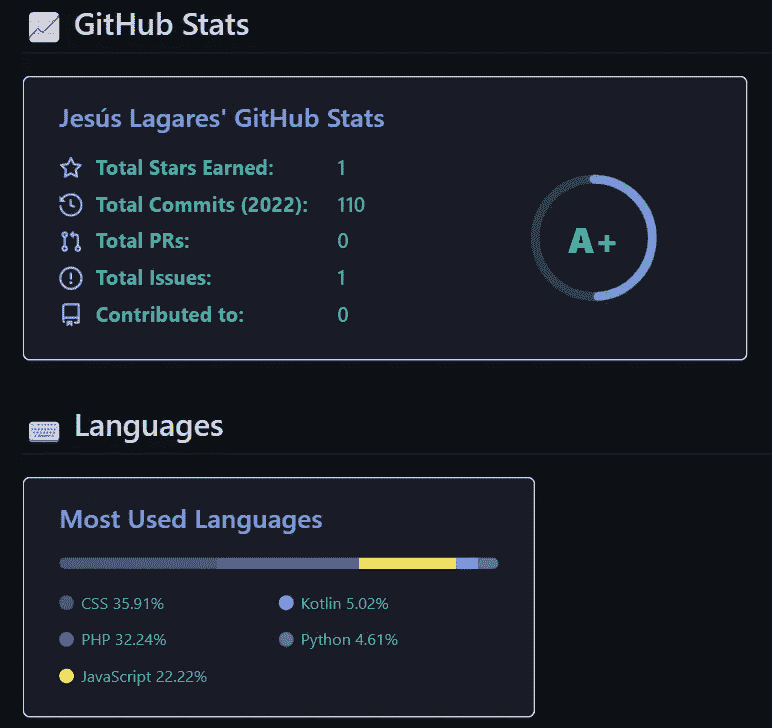 GitHub Stats
Jesús Lagares' GitHub Stats
Total Stars Earned: 1
Total Commits (2022): 110
Total PRs: 0
Total Issues: 1
Contributed to: 0
A+
Languages
Most Used Languages
CSS 35.91%
Kotlin 5.02%
PHP 32.24%
Python 4.61%
JavaScript 22.22%